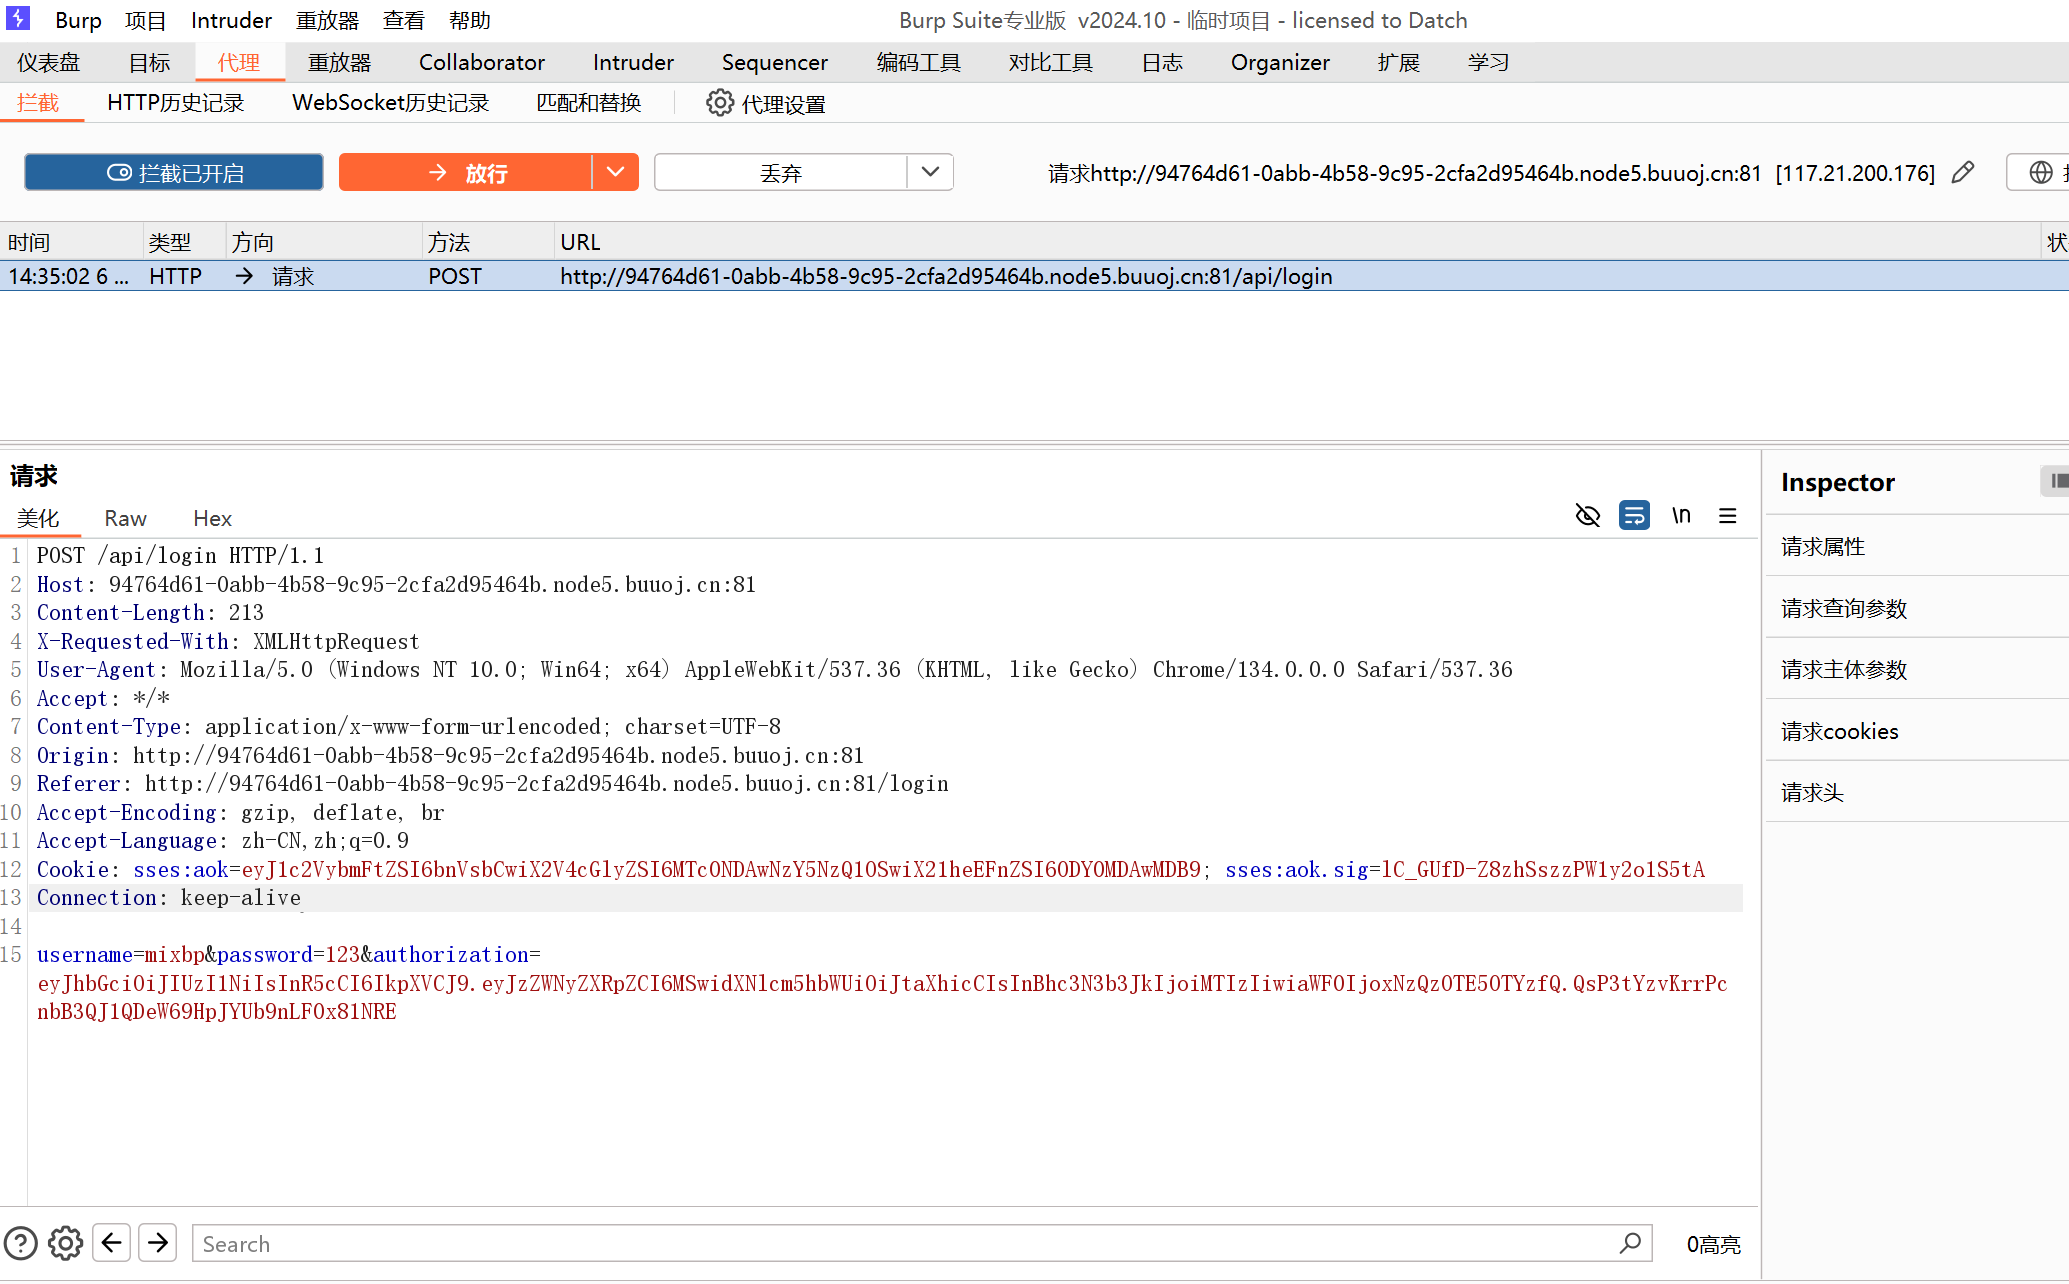 Burp 项目 Intruder 重放器 查看 帮助 Burp Suite专业版 v2024.10 - 临时项目 - licensed to Datch
仪表盘 目标 代理 重放器 Collaborator Intruder Sequencer 编码工具 对比工具 日志 Organizer 扩展 学习
拦截 HTTP历史记录 WebSocket历史记录 匹配和替换 代理设置
拦截已开启 放行 丢弃 请求http://94764d61-0abb-4b58-9c95-2cfa2d95464b.node5.buuoj.cn:81 [117.21.200.176]
时间 类型 方向 方法 URL
14:35:02 6 ... HTTP → 请求 POST http://94764d61-0abb-4b58-9c95-2cfa2d95464b.node5.buuoj.cn:81/api/login
请求
Inspector
美化 Raw Hex \n
请求属性
请求查询参数
请求主体参数
请求cookies
请求头
1 POST /api/login HTTP/1.1
2 Host: 94764d61-0abb-4b58-9c95-2cfa2d95464b.node5.buuoj.cn:81
3 Content-Length: 213
4 X-Requested-With: XMLHttpRequest
5 User-Agent: Mozilla/5.0 (Windows NT 10.0; Win64; x64) AppleWebKit/537.36 (KHTML, like Gecko) Chrome/134.0.0.0 Safari/537.36
6 Accept: */*
7 Content-Type: application/x-www-form-urlencoded; charset=UTF-8
8 Origin: http://94764d61-0abb-4b58-9c95-2cfa2d95464b.node5.buuoj.cn:81
9 Referer: http://94764d61-0abb-4b58-9c95-2cfa2d95464b.node5.buuoj.cn:81/login
10 Accept-Encoding: gzip, deflate, br
11 Accept-Language: zh-CN,zh;q=0.9
12 Cookie: sses:aok=eyJ1c2VybmFtZSI6bnVsbCwiX2V4cGlyZSI6MTc0NDAwNzY5NzQ1OSwiX21heEFnZSI6ODY0MDAwMDB9; sses:aok.sig=lC_GUfD-Z8zhSszzPW1y2o1S5tA
13 Connection: keep-alive
14
15 username=mixbp&password=123&authorization=
eyJhbGciOiJIUzI1NiIsInR5cCI6IkpXVCJ9.eyJzZWNyZXRpZCI6MSwidXNlcm5hbWUiOiJtaXhicCIsInBhc3N3b3JkIjoiMTIzIiwiaWF0IjoxNzQzOTE5OTYzfQ.QsP3tYzvKrrPc
nbB3QJ1QDeW69HpJYUb9nLF0x81NRE
Search 0高亮